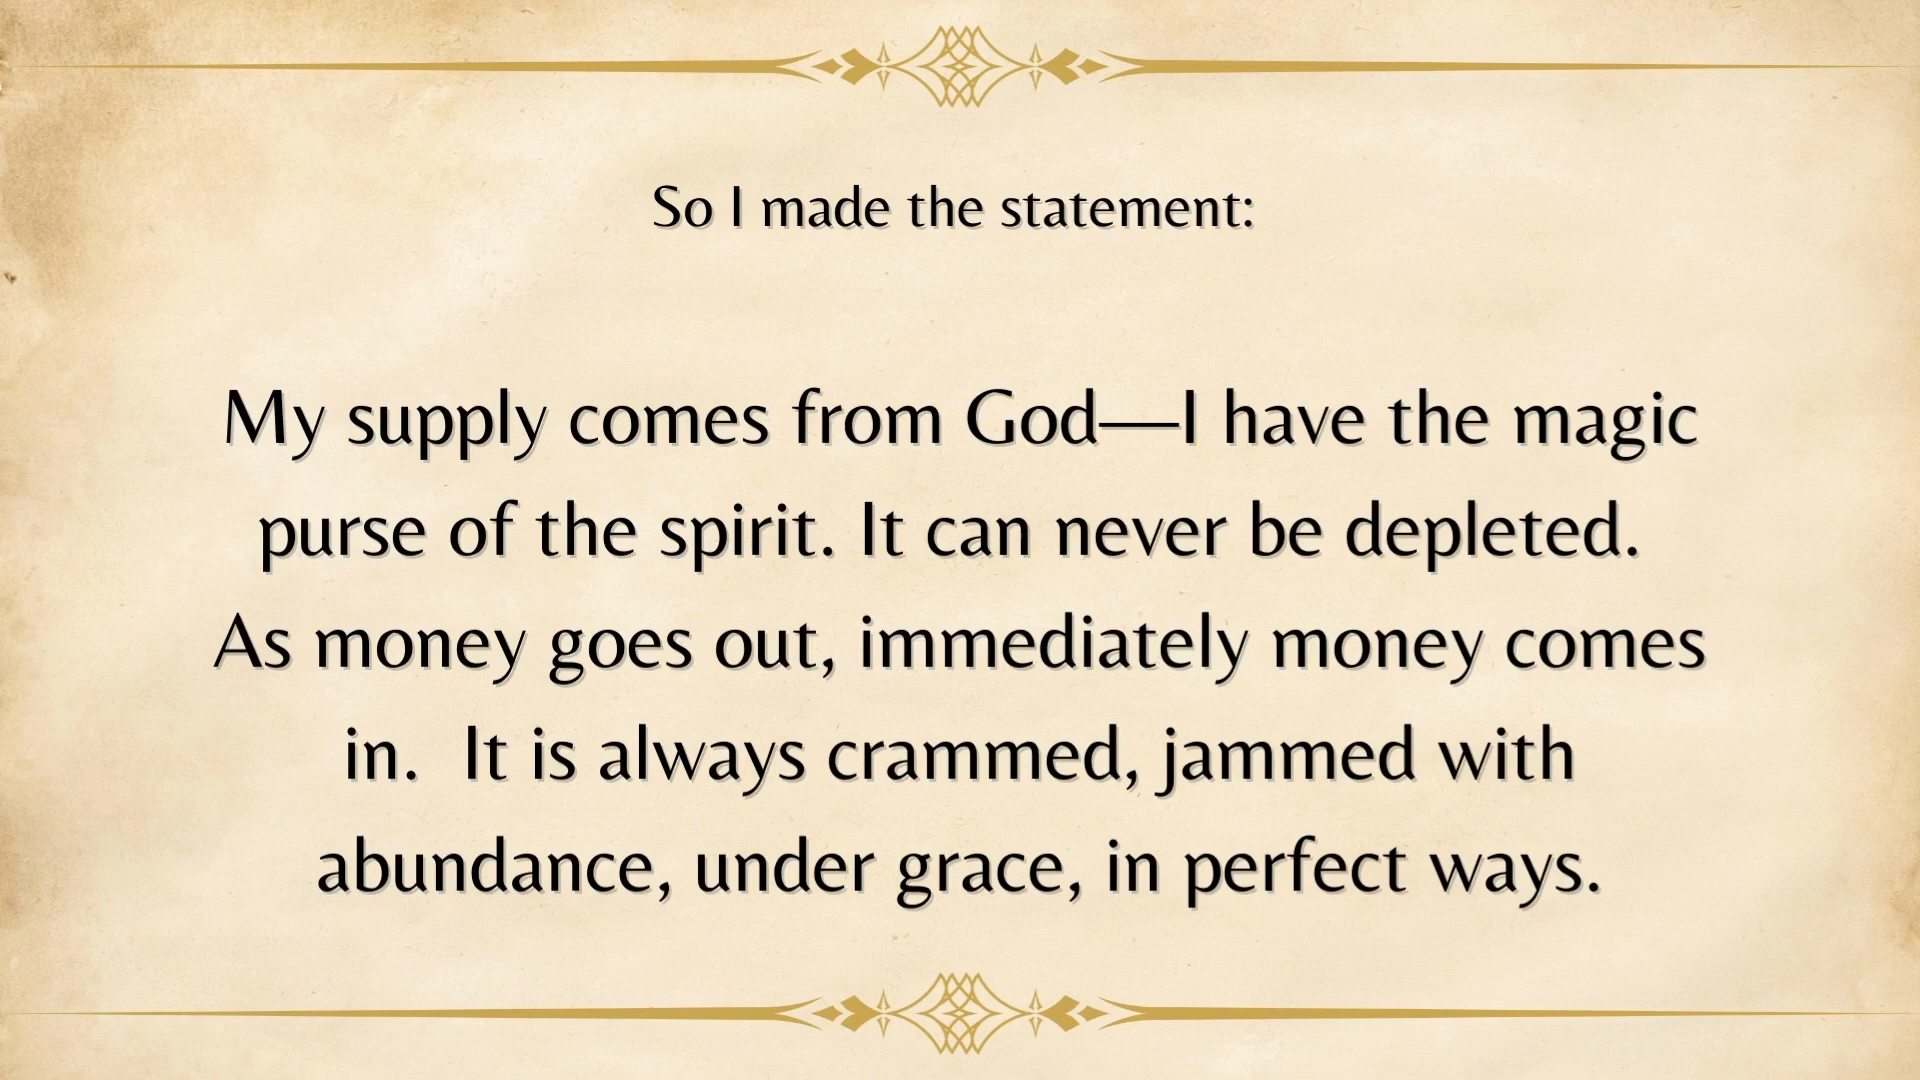 So I made the statement:
My supply comes from God—I have the magic
purse of the spirit. It can never be depleted.
As money goes out, immediately money comes
in.  It is always crammed, jammed with
abundance, under grace, in perfect ways.